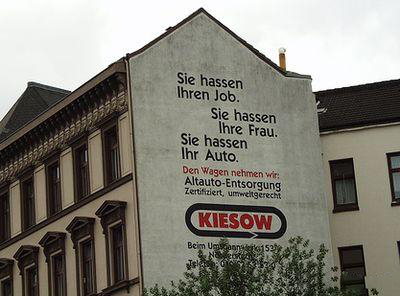 Sie hassen
Ihren Job.
Sie hassen
Ihre Frau.
Sie hassen
Ihr Auto.
Den Wagen nehmen wir:
Altauto-Entsorgung
Zertifiziert, umweltgerecht
KIESOW
Beim